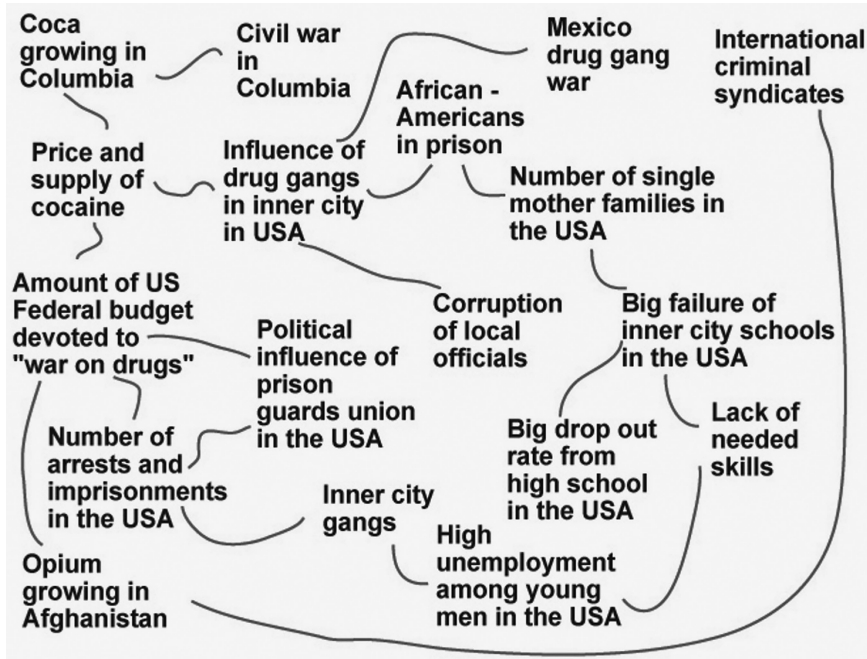 Coca
growing in
Columbia
Civil war
in
Columbia
Mexico
drug gang
war
International
criminal
syndicates
African -
Americans
in prison
Price and
supply of
cocaine
Influence of
drug gangs
in inner city
in USA
Number of single
mother families in
the USA
Amount of US
Federal budget
devoted to
"war on drugs"
Political
influence of
prison
guards union
in the USA
Corruption
of local
officials
Big failure of
inner city schools
in the USA
Number of
arrests and
imprisonments
in the USA
Inner city
gangs
Big drop out
rate from
high school
in the USA
Lack of
needed
skills
Opium
growing in
Afghanistan
High
unemployment
among young
men in the USA